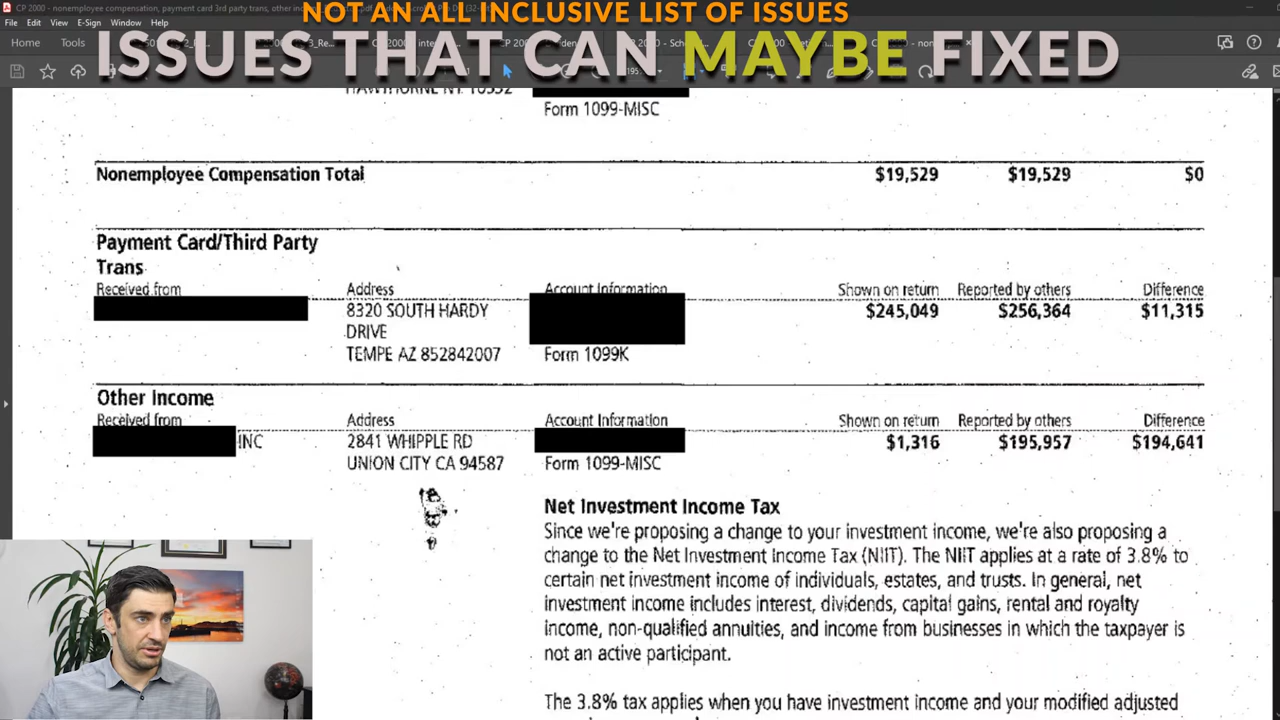 NOT AN ALL INCLUSIVE LIST OF ISSUES
ISSUES THAT CAN MAYBE FIXED
File Edit View E-Sign Window Help
Home Tools
Form 1099-MISC
Nonemployee Compensation Total $19,529 $19,529 $0
Payment Card/Third Party
Trans
Received from Address Account Information Shown on return Reported by others Difference
8320 SOUTH HARDY $245,049 $256,364 $11,315
DRIVE
TEMPE AZ 852842007 Form 1099K
Other Income
Received from Address Account Information Shown on return Reported by others Difference
INC 2841 WHIPPLE RD $1,316 $195,957 $194,641
UNION CITY CA 94587 Form 1099-MISC
Net Investment Income Tax
Since we're proposing a change to your investment income, we're also proposing a
change to the Net Investment Income Tax (NIIT). The NIIT applies at a rate of 3.8% to
certain net investment income of individuals, estates, and trusts. In general, net
investment income includes interest, dividends, capital gains, rental and royalty
income, non-qualified annuities, and income from businesses in which the taxpayer is
not an active participant.
The 3.8% tax applies when you have investment income and your modified adjusted